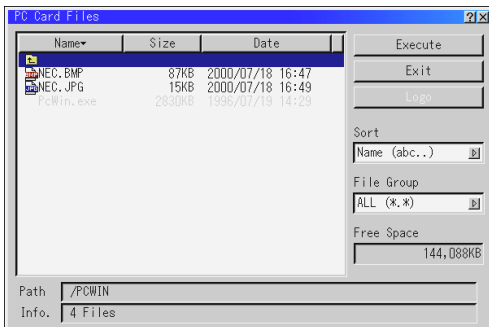 PC Card Files
Name Size Date
NEC.BMP 87KB 2000/07/18 16:47
NEC.JPG 15KB 2000/07/18 16:49
PcWin.exe 2830KB 1996/07/19 14:29
Execute
Exit
Logo
Sort
Name (abc..)
File Group
ALL (*.*)
Free Space
144,088KB
Path /PCWIN
Info. 4 Files